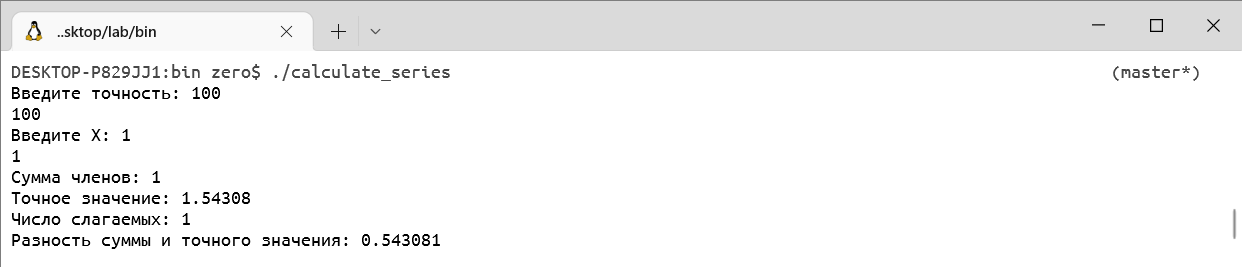 ..sktop/lab/bin
DESKTOP-P829JJ1:bin zero$ ./calculate_series (master*)
Введите точность: 100
100
Введите X: 1
1
Сумма членов: 1
Точное значение: 1.54308
Число слагаемых: 1
Разность суммы и точного значения: 0.543081